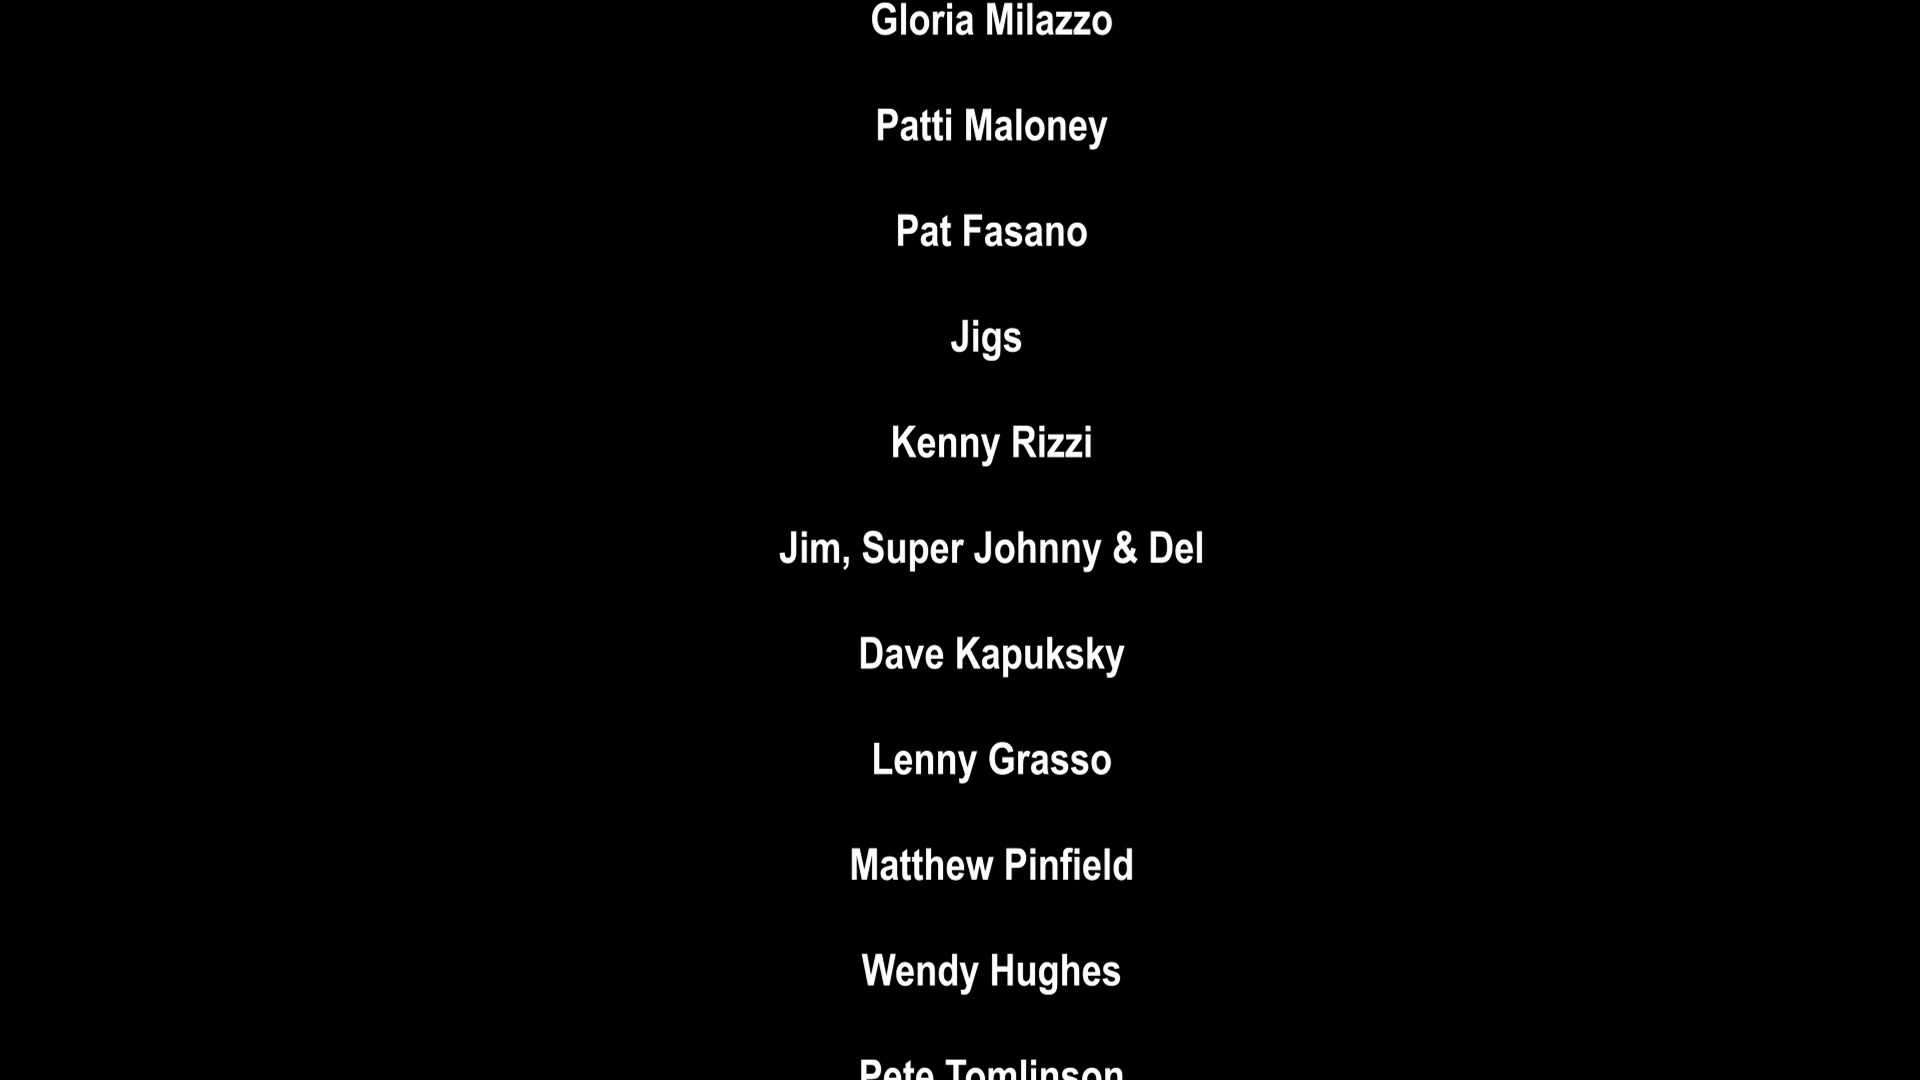 Gloria Milazzo
Patti Maloney
Pat Fasano
Jigs
Kenny Rizzi
Jim, Super Johnny & Del
Dave Kapuksky
Lenny Grasso
Matthew Pinfield
Wendy Hughes
Pete Tomlinson